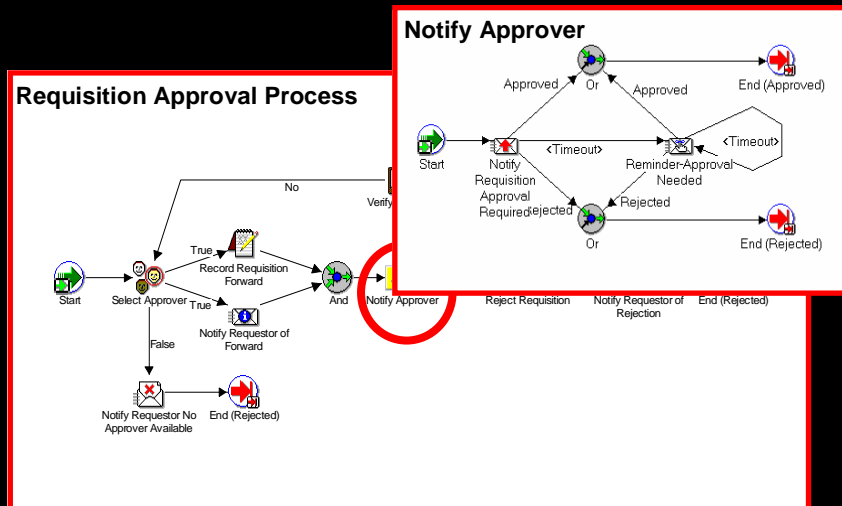 Notify Approver
Approved
Or
Approved
End (Approved)
Start
<Timeout>
<Timeout>
Notify
Requisition
Approval
Required
Reminder-Approval
Needed
Rejected
Or
End (Rejected)
Requisition Approval Process
No
Verify
True
Record Requisition
Forward
Start
Select Approver
True
Notify Requestor of
Forward
And
Notify Approver
Reject Requisition
Notify Requestor of
Rejection
End (Rejected)
False
Notify Requestor No
Approver Available
End (Rejected)